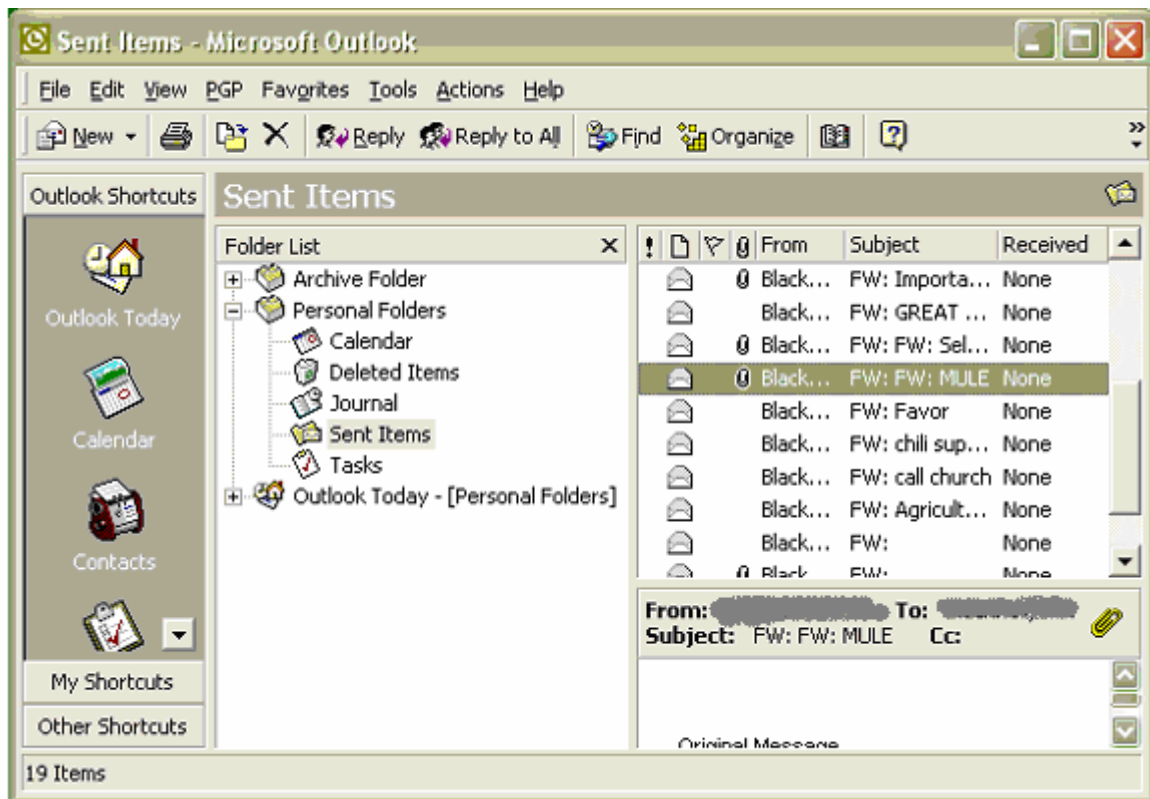 Sent Items - Microsoft Outlook
File Edit View PGP Favorites Tools Actions Help
New Reply Reply to All Find Organize
Outlook Shortcuts
Outlook Today
Calendar
Contacts
My Shortcuts
Other Shortcuts
Sent Items
Folder List
Archive Folder
Personal Folders
Calendar
Deleted Items
Journal
Sent Items
Tasks
Outlook Today - [Personal Folders]
! From Subject Received
Black... FW: Importa... None
Black... FW: GREAT ... None
Black... FW: FW: Sel... None
Black... FW: FW: MULE None
Black... FW: Favor None
Black... FW: chili sup... None
Black... FW: call church None
Black... FW: Agricult... None
Black... FW: None
Black FW: None
From: To:
Subject: FW: FW: MULE Cc:
Original Message
19 Items